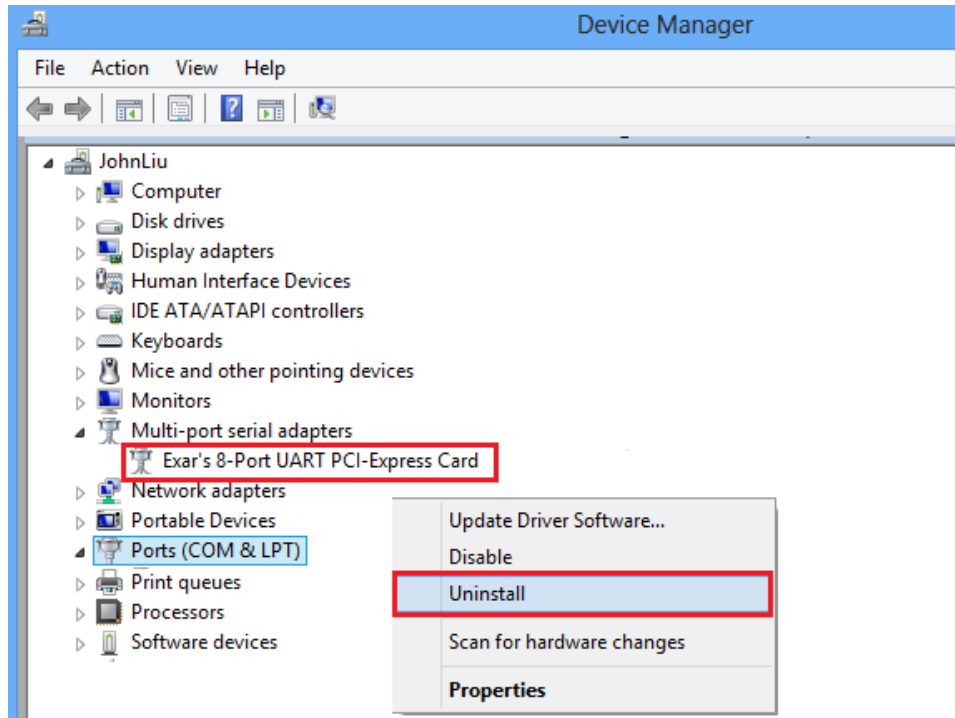 Device Manager
File Action View Help
JohnLiu
Computer
Disk drives
Display adapters
Human Interface Devices
IDE ATA/ATAPI controllers
Keyboards
Mice and other pointing devices
Monitors
Multi-port serial adapters
Exar's 8-Port UART PCI-Express Card
Network adapters
Portable Devices
Ports (COM & LPT)
Print queues
Processors
Software devices
Update Driver Software...
Disable
Uninstall
Scan for hardware changes
Properties